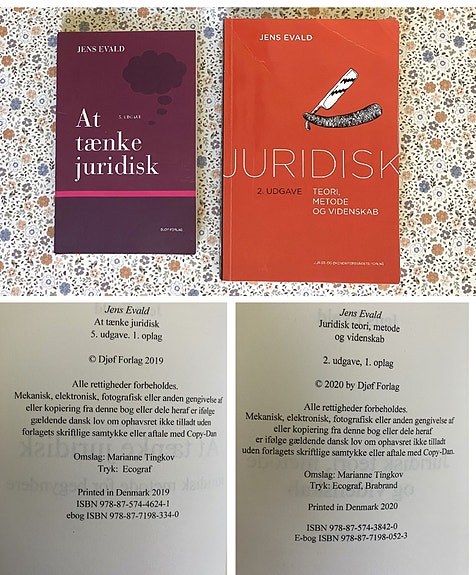 JENS EVALD
5. UDGAVE
At
tænke
juridisk
DJØF FORLAG
JENS EVALD
JURIDISK
2. UDGAVE
TEORI,
METODE
OG VIDENSKAB
JURIST- OG ØKONOMFORBUNDETS FORLAG
Jens Evald
At tænke juridisk
5. udgave. 1. oplag
© Djøf Forlag 2019
Alle rettigheder forbeholdes.
Mekanisk, elektronisk, fotografisk eller anden gengivelse af
eller kopiering fra denne bog eller dele heraf er ifølge
gældende dansk lov om ophavsret ikke tilladt uden
forlagets skriftlige samtykke eller aftale med Copy-Dan
Omslag: Marianne Tingkov
Tryk: Ecograf
Printed in Denmark 2019
ISBN 978-87-574-4624-1
ebog ISBN 978-87-7198-334-0
Jens Evald
Juridisk teori, metode
og videnskab
2. udgave, 1. oplag
© 2020 by Djøf Forlag
Alle rettigheder forbeholdes.
Mekanisk, elektronisk, fotografisk eller anden gengivelse af
eller kopiering fra denne bog eller dele heraf
er ifølge gældende dansk lov om ophavsret ikke tilladt
uden forlagets skriftlige samtykke eller aftale med Copy-Dan.
Omslag: Marianne Tingkov
Tryk: Ecograf, Brabrand
Printed in Denmark 2020
ISBN 978-87-574-3842-0
E-bog ISBN 978-87-7198-052-3